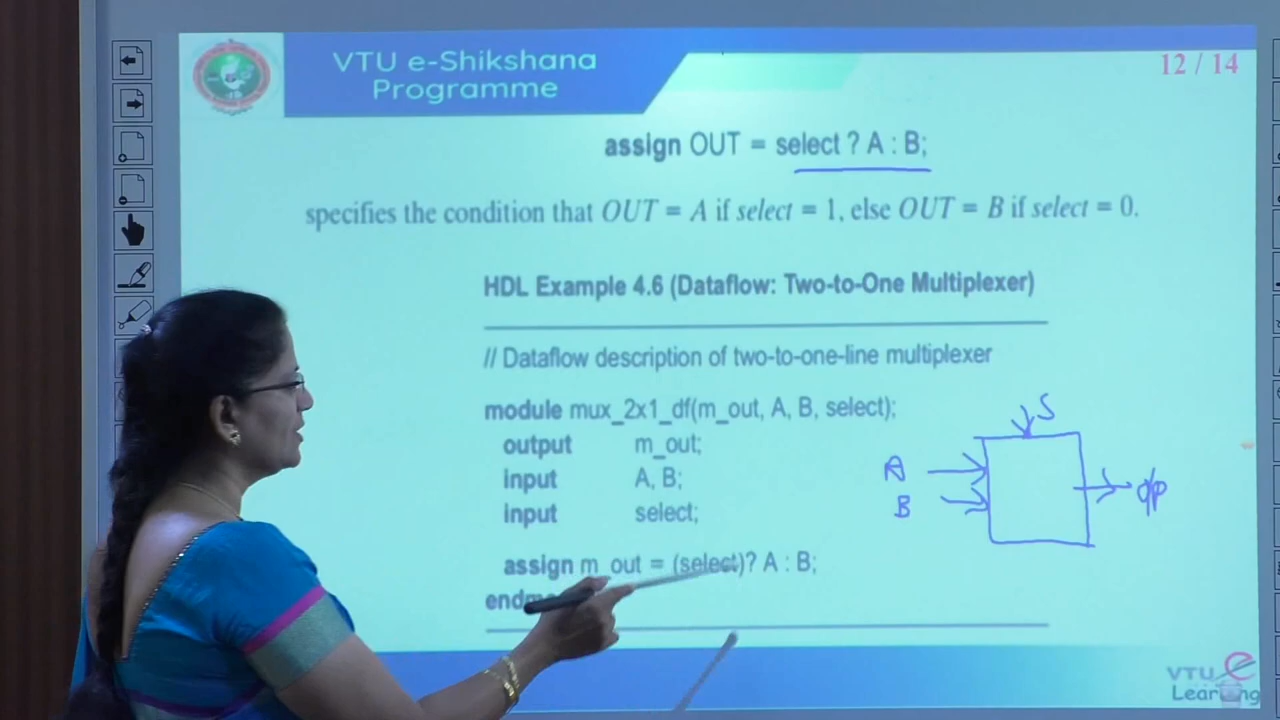 VTU e-Shikshana
Programme
12 / 14
assign OUT = select ? A : B;
specifies the condition that OUT = A if select = 1, else OUT = B if select = 0.
HDL Example 4.6 (Dataflow: Two-to-One Multiplexer)
// Dataflow description of two-to-one-line multiplexer
module mux_2x1_df(m_out, A, B, select);
output m_out;
input A, B;
input select;
assign m_out = (select)? A : B;
S
A
B
o/p
VTU e
Learning